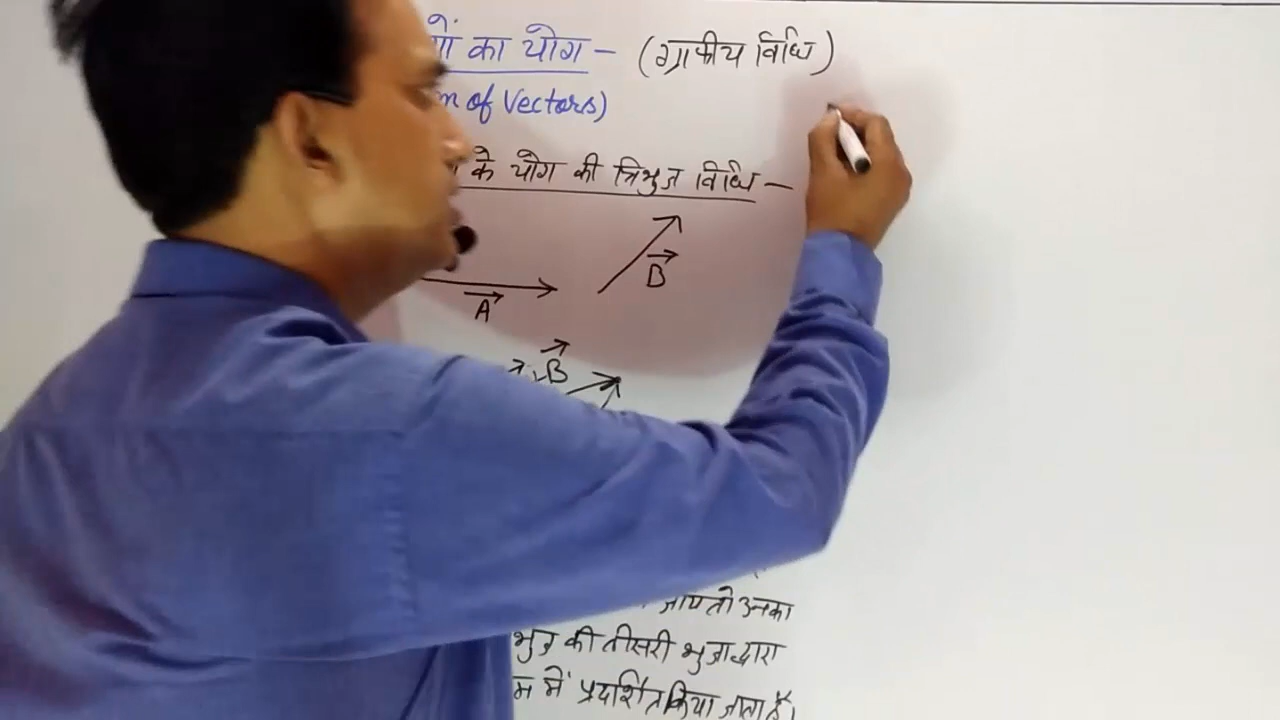 का योग - (ग्राफीय विधि)
of Vectors)
के योग की त्रिभुज विधि -
B
A
B
जाए तो उनका
की तीसरी भुजा द्वारा
में प्रदर्शित किया जाता है।